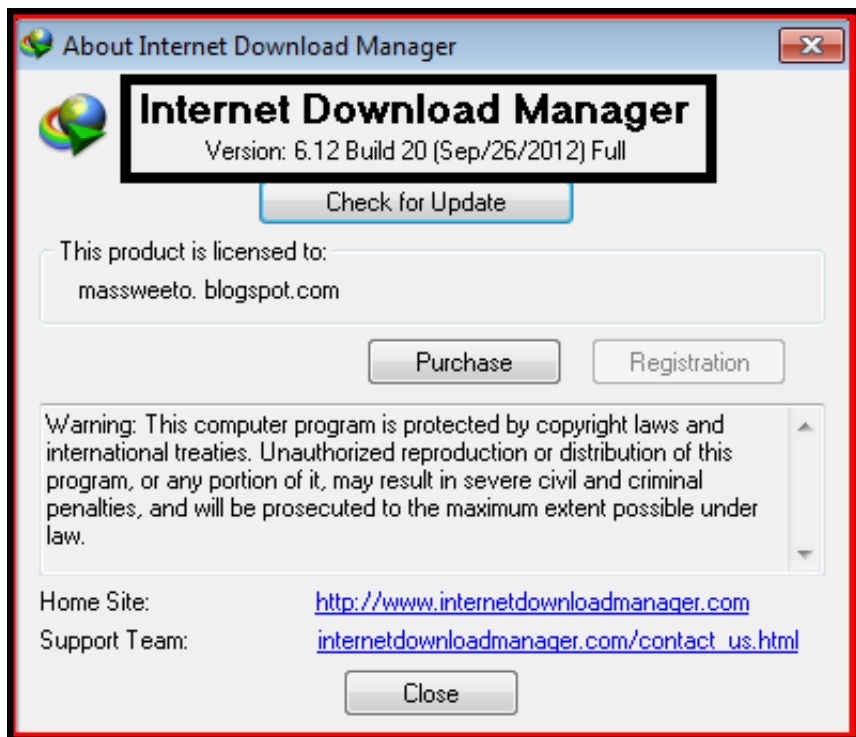 About Internet Download Manager
Internet Download Manager
Version: 6.12 Build 20 (Sep/26/2012) Full
Check for Update
This product is licensed to:
massweeto. blogspot.com
Purchase Registration
Warning: This computer program is protected by copyright laws and
international treaties. Unauthorized reproduction or distribution of this
program, or any portion of it, may result in severe civil and criminal
penalties, and will be prosecuted to the maximum extent possible under
law.
Home Site: http://www.internetdownloadmanager.com
Support Team: internetdownloadmanager.com/contact_us.html
Close